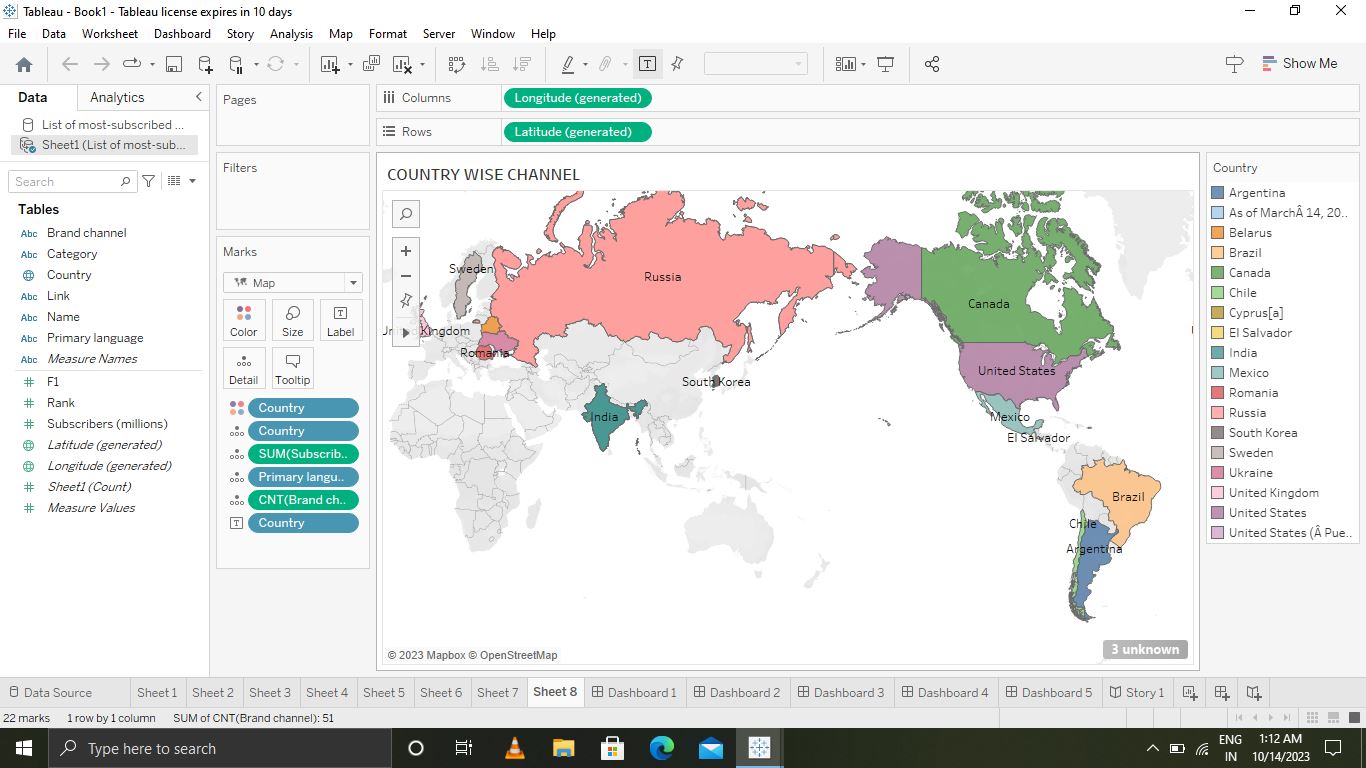 Tableau - Book1 - Tableau license expires in 10 days
File Data Worksheet Dashboard Story Analysis Map Format Server Window Help
Show Me
Data Analytics
List of most-subscribed ...
Sheet1 (List of most-sub...
Search
Tables
Abc Brand channel
Abc Category
Country
Abc Link
Abc Name
Abc Primary language
Abc Measure Names
F1
Rank
Subscribers (millions)
Latitude (generated)
Longitude (generated)
Sheet1 (Count)
Measure Values
Pages
Filters
Marks
Map
Color Size Label
Detail Tooltip
Country
Country
SUM(Subscrib..
Primary langu..
CNT(Brand ch..
Country
Columns Longitude (generated)
Rows Latitude (generated)
COUNTRY WISE CHANNEL
Sweden
Russia
Canada
Kingdom
Romania
United States
South Korea
India
Mexico
El Salvador
Brazil
Chile
Argentina
3 unknown
© 2023 Mapbox © OpenStreetMap
Country
Argentina
As of MarchÂ 14, 20..
Belarus
Brazil
Canada
Chile
Cyprus[a]
El Salvador
India
Mexico
Romania
Russia
South Korea
Sweden
Ukraine
United Kingdom
United States
United States (Â Pue..
Data Source Sheet 1 Sheet 2 Sheet 3 Sheet 4 Sheet 5 Sheet 6 Sheet 7 Sheet 8 Dashboard 1 Dashboard 2 Dashboard 3 Dashboard 4 Dashboard 5 Story 1
22 marks 1 row by 1 column SUM of CNT(Brand channel): 51
Type here to search
ENG
IN
1:12 AM
10/14/2023